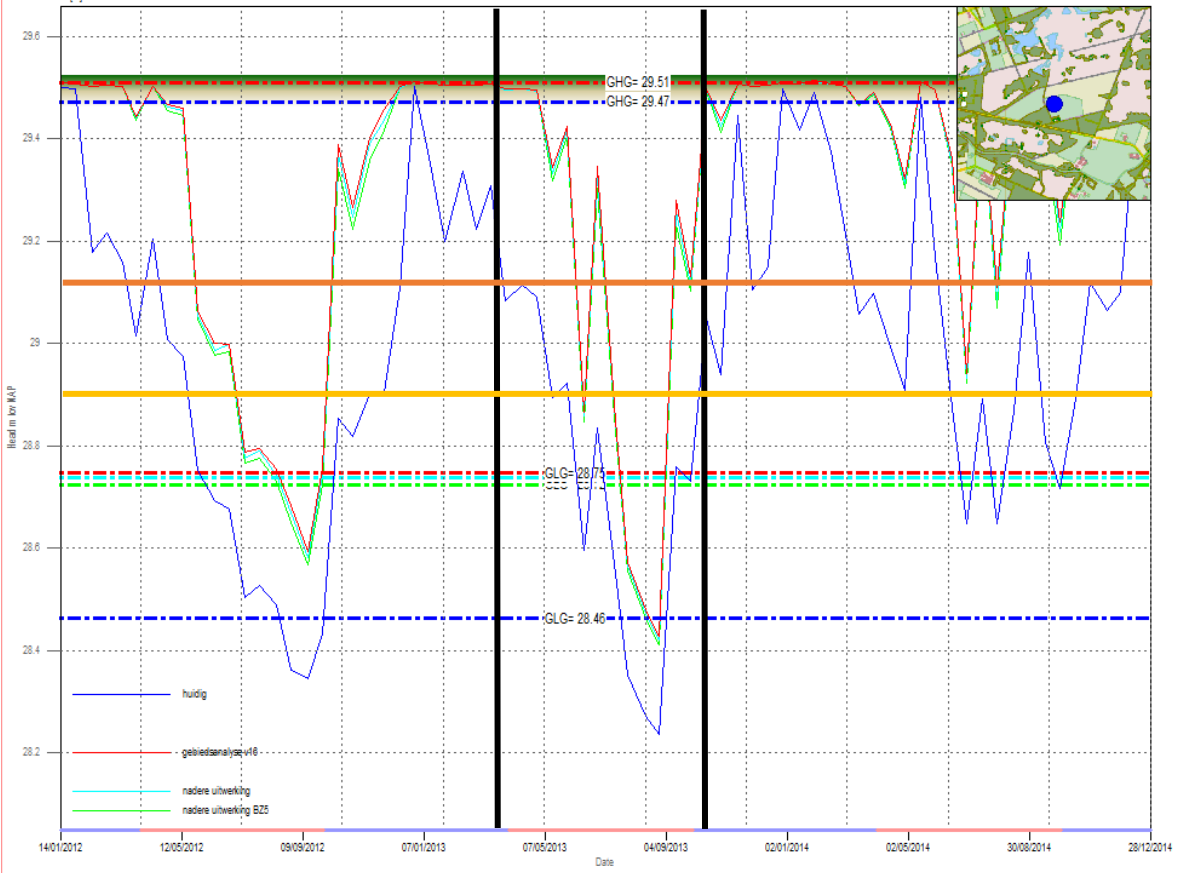 29.6
GHG= 29.51
GHG= 29.47
29.4
29.2
29
28.8
GLG= 28.75
28.6
GLG= 28.46
28.4
28.2
Head m tov NAP
huidig
gebiedsanalyse v16
nadere uitwerking
nadere uitwerking BZ5
14/01/2012
12/05/2012
09/09/2012
07/01/2013
07/05/2013
04/09/2013
02/01/2014
02/05/2014
30/08/2014
28/12/2014
Date